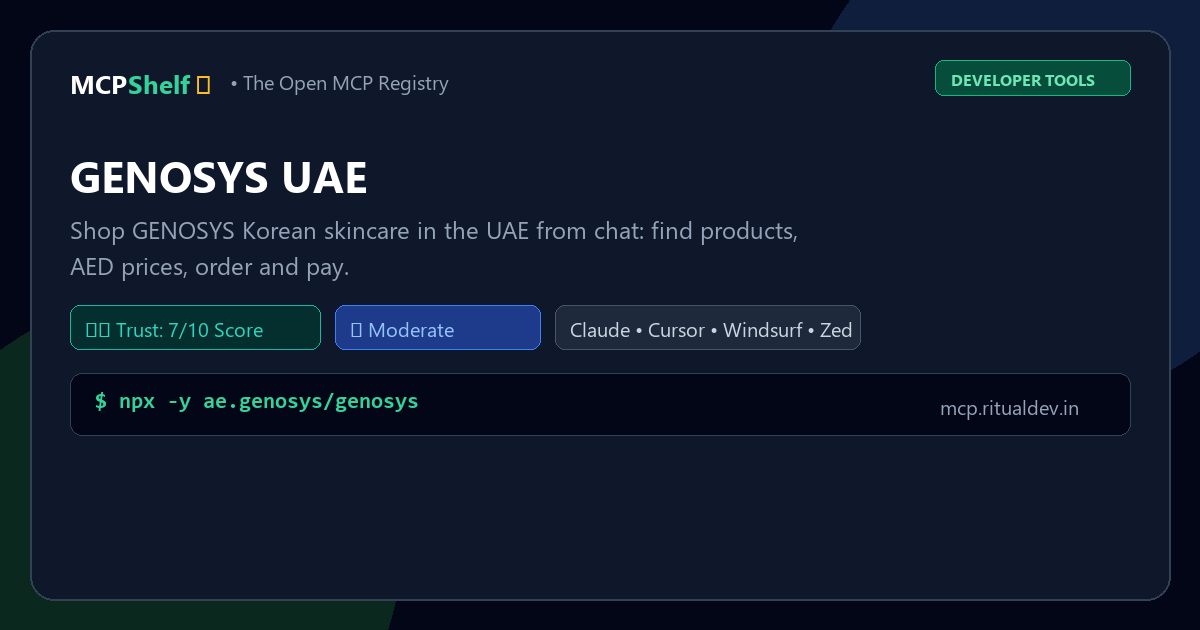 MCPShelf • The Open MCP Registry
DEVELOPER TOOLS
GENOSYS UAE
Shop GENOSYS Korean skincare in the UAE from chat: find products,
AED prices, order and pay.
Trust: 7/10 Score
Moderate
Claude • Cursor • Windsurf • Zed
$ npx -y ae.genosys/genosys
mcp.ritualdev.in